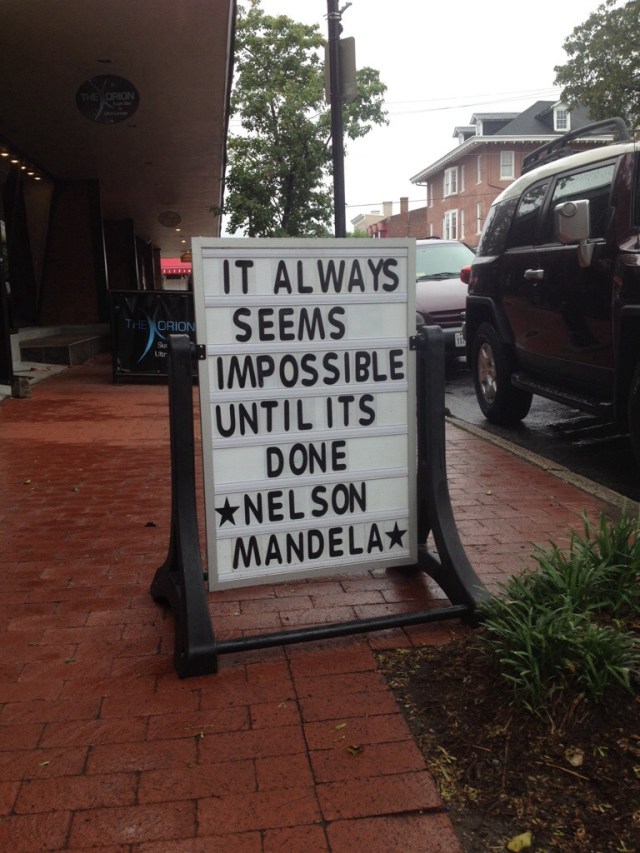 THE ORION
THE ORION
IT ALWAYS
SEEMS
IMPOSSIBLE
UNTIL ITS
DONE
★NELSON
MANDELA★